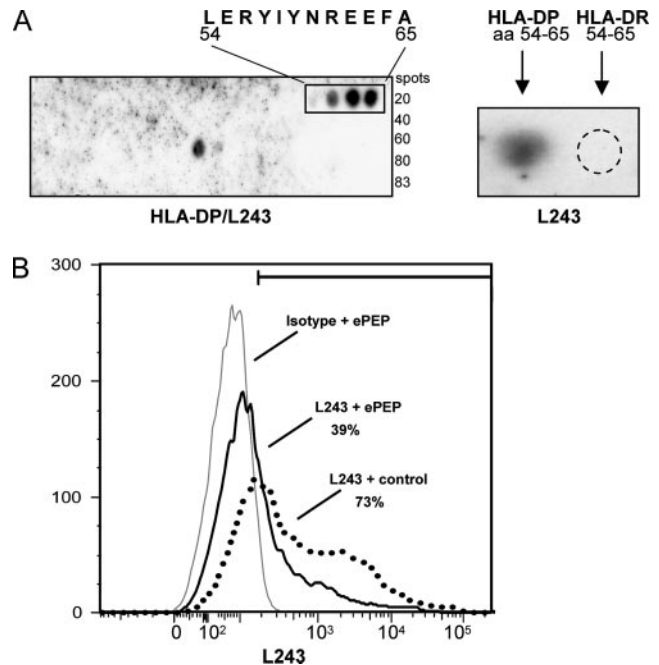 A
L E R Y I Y N R E E F A
54 65
spots
20
40
60
80
83
HLA-DP/L243
HLA-DP HLA-DR
aa 54-65 54-65
L243
B
300
200
100
0
Isotype + ePEP
L243 + ePEP
39%
L243 + control
73%
0 10² 10³ 10⁴ 10⁵
L243